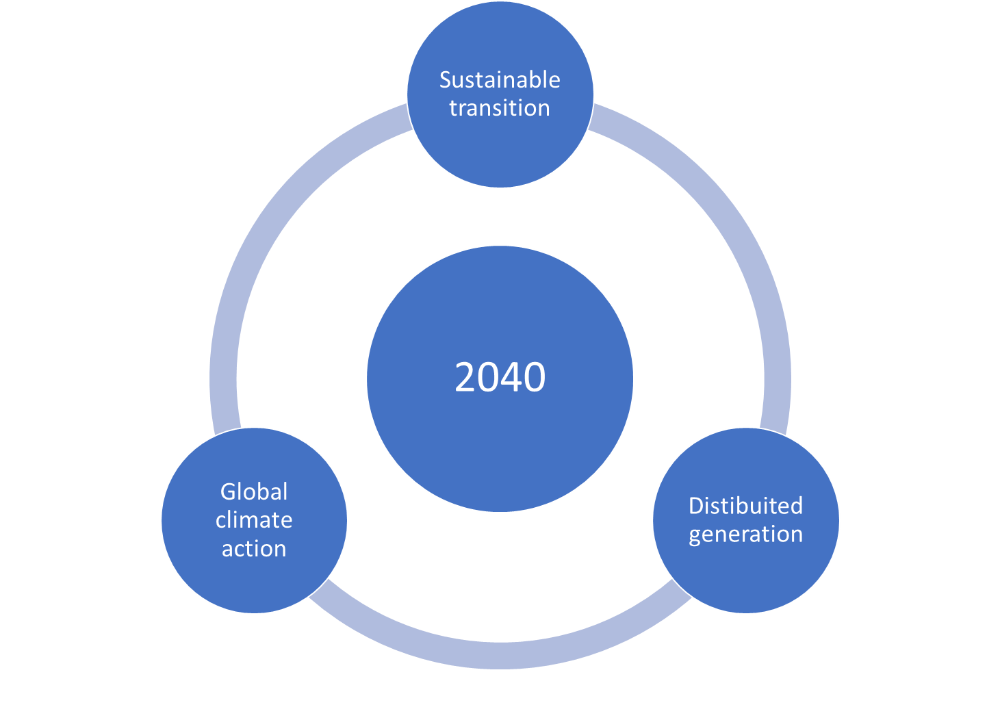 Sustainable
transition
2040
Global
climate
action
Distibuited
generation